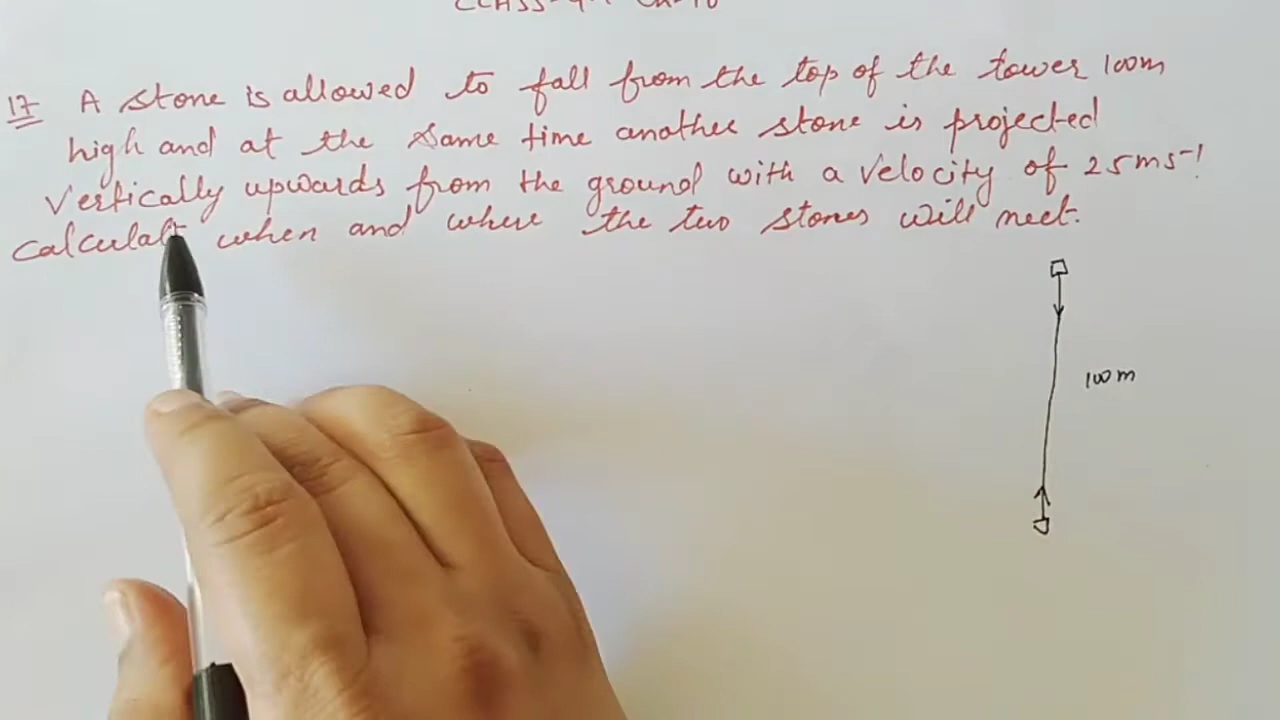 17 A stone is allowed to fall from the top of the tower 100m
high and at the same time another stone is projected
vertically upwards from the ground with a velocity of 25ms⁻¹
calculate when and where the two stones will meet.
100m